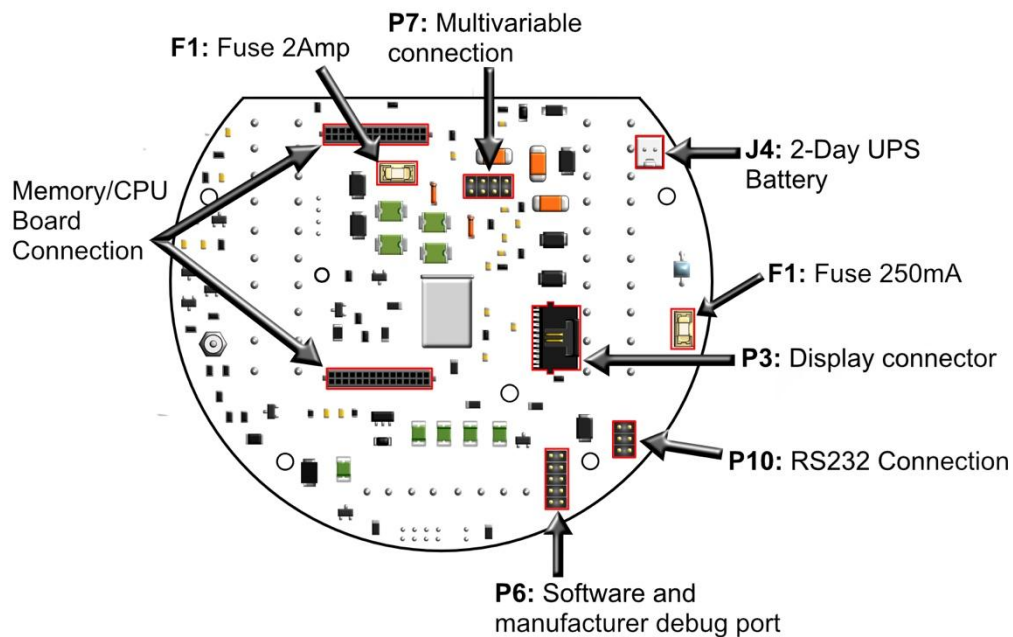 P7: Multivariable
connection
F1: Fuse 2Amp
J4: 2-Day UPS
Battery
Memory/CPU
Board
Connection
F1: Fuse 250mA
P3: Display connector
P10: RS232 Connection
P6: Software and
manufacturer debug port